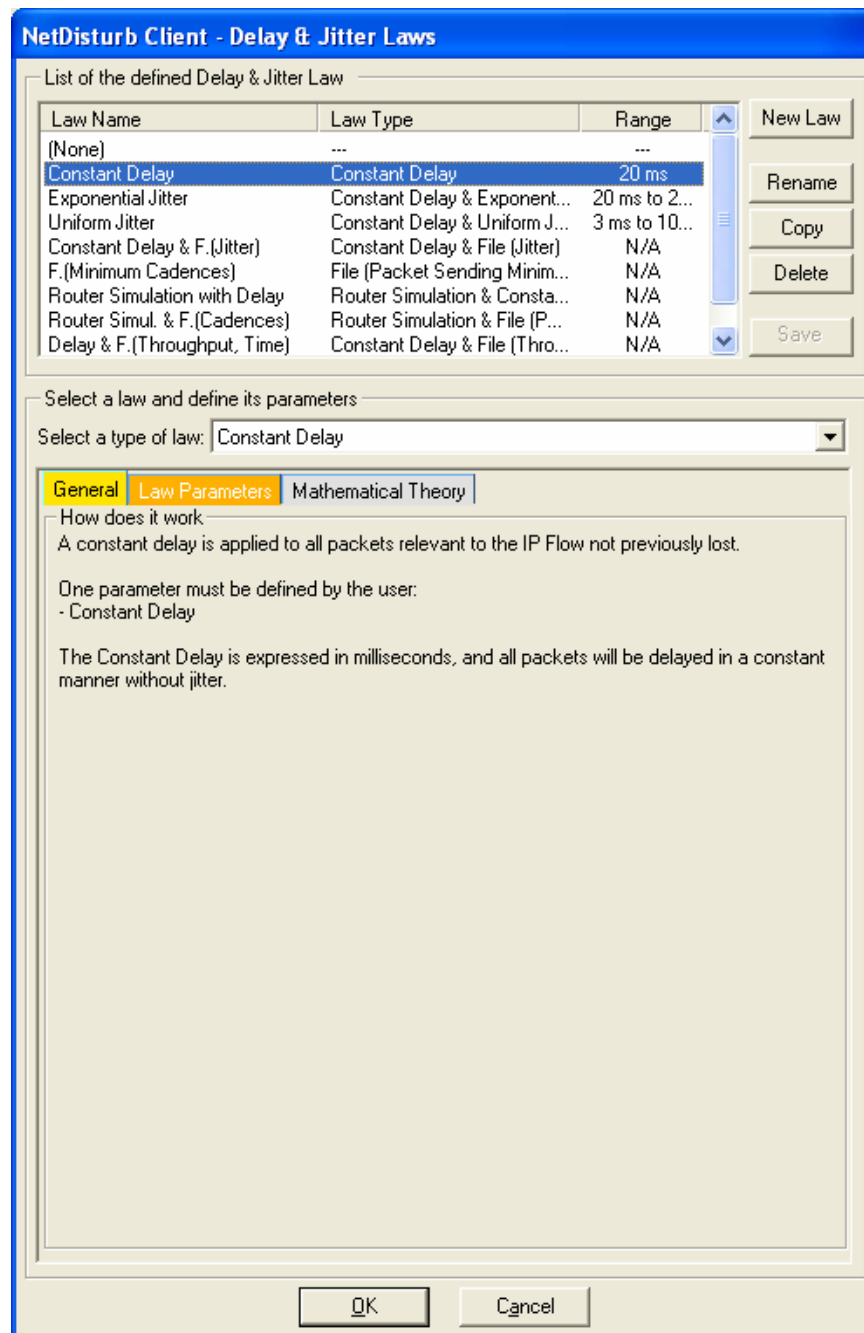 NetDisturb Client - Delay & Jitter Laws
List of the defined Delay & Jitter Law
Law Name Law Type Range
(None) --- ---
Constant Delay Constant Delay 20 ms
Exponential Jitter Constant Delay & Exponent... 20 ms to 2...
Uniform Jitter Constant Delay & Uniform J... 3 ms to 10...
Constant Delay & F.(Jitter) Constant Delay & File (Jitter) N/A
F.(Minimum Cadences) File (Packet Sending Minim... N/A
Router Simulation with Delay Router Simulation & Consta... N/A
Router Simul. & F.(Cadences) Router Simulation & File (P... N/A
Delay & F.(Throughput, Time) Constant Delay & File (Thro... N/A
New Law
Rename
Copy
Delete
Save
Select a law and define its parameters
Select a type of law: Constant Delay
General Law Parameters Mathematical Theory
How does it work
A constant delay is applied to all packets relevant to the IP Flow not previously lost.
One parameter must be defined by the user:
- Constant Delay
The Constant Delay is expressed in milliseconds, and all packets will be delayed in a constant
manner without jitter.
OK Cancel